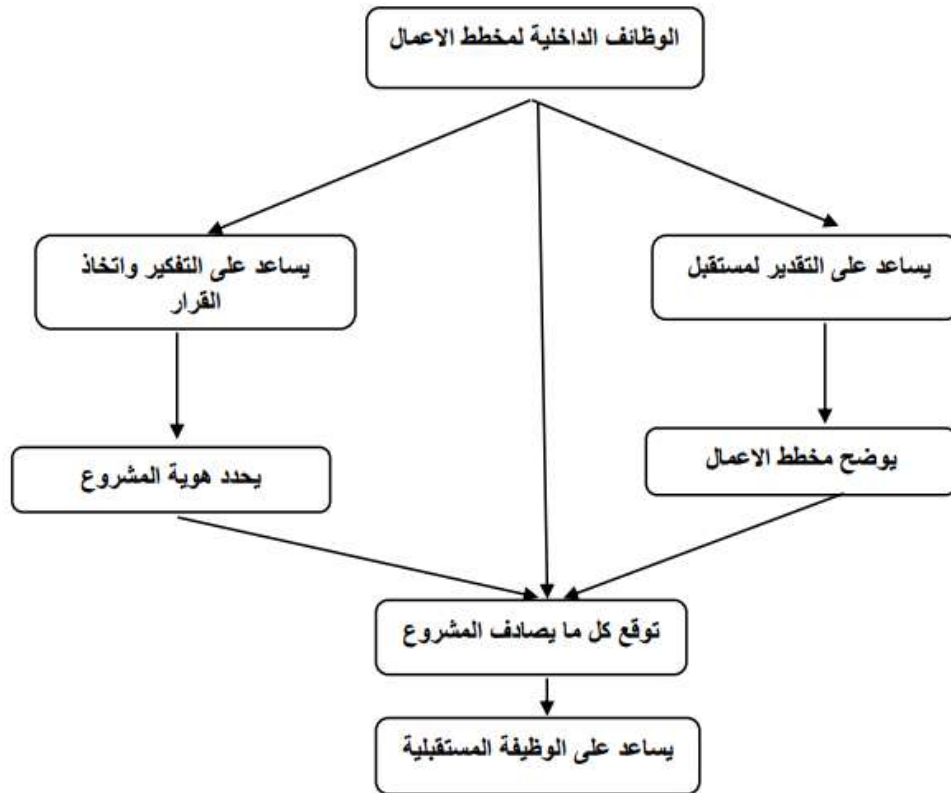 الوظائف الداخلية لمخطط الاعمال
يساعد على التقدير لمستقبل
يساعد على التفكير واتخاذ
القرار
يوضح مخطط الاعمال
يحدد هوية المشروع
توقع كل ما يصادف المشروع
يساعد على الوظيفة المستقبلية